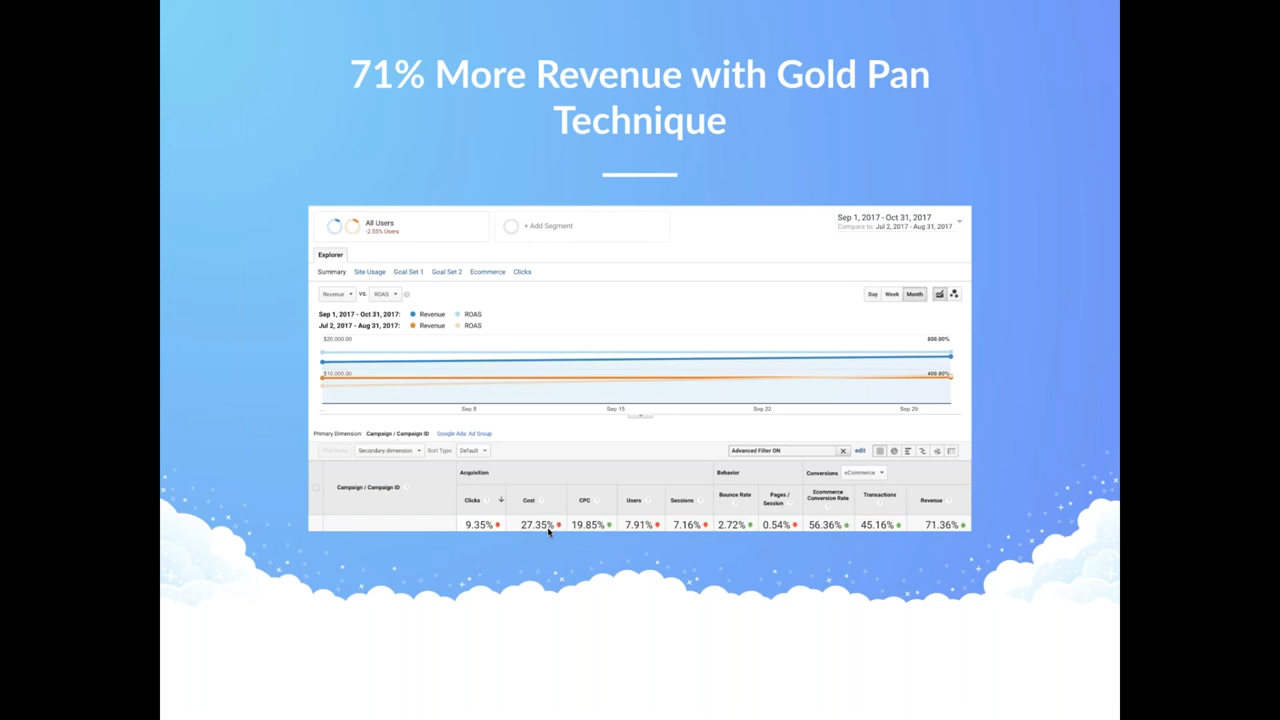 71% More Revenue with Gold Pan
Technique
All Users
-2.55% Users
+ Add Segment
Sep 1, 2017 - Oct 31, 2017
Compare to: Jul 2, 2017 - Aug 31, 2017
Explorer
Summary Site Usage Goal Set 1 Goal Set 2 Ecommerce Clicks
Revenue vs. ROAS
Day Week Month
Sep 1, 2017 - Oct 31, 2017: Revenue ROAS
Jul 2, 2017 - Aug 31, 2017: Revenue ROAS
$20,000.00 800.00%
$10,000.00 400.00%
... Sep 8 Sep 15 Sep 22 Sep 29
Primary Dimension: Campaign / Campaign ID Google Ads: Ad Group
Plot Rows Secondary dimension Sort Type: Default Advanced Filter ON edit
Campaign / Campaign ID
Acquisition Behavior Conversions eCommerce
Clicks Cost CPC Users Sessions Bounce Rate Pages / Session Ecommerce Conversion Rate Transactions Revenue
9.35% 27.35% 19.85% 7.91% 7.16% 2.72% 0.54% 56.36% 45.16% 71.36%